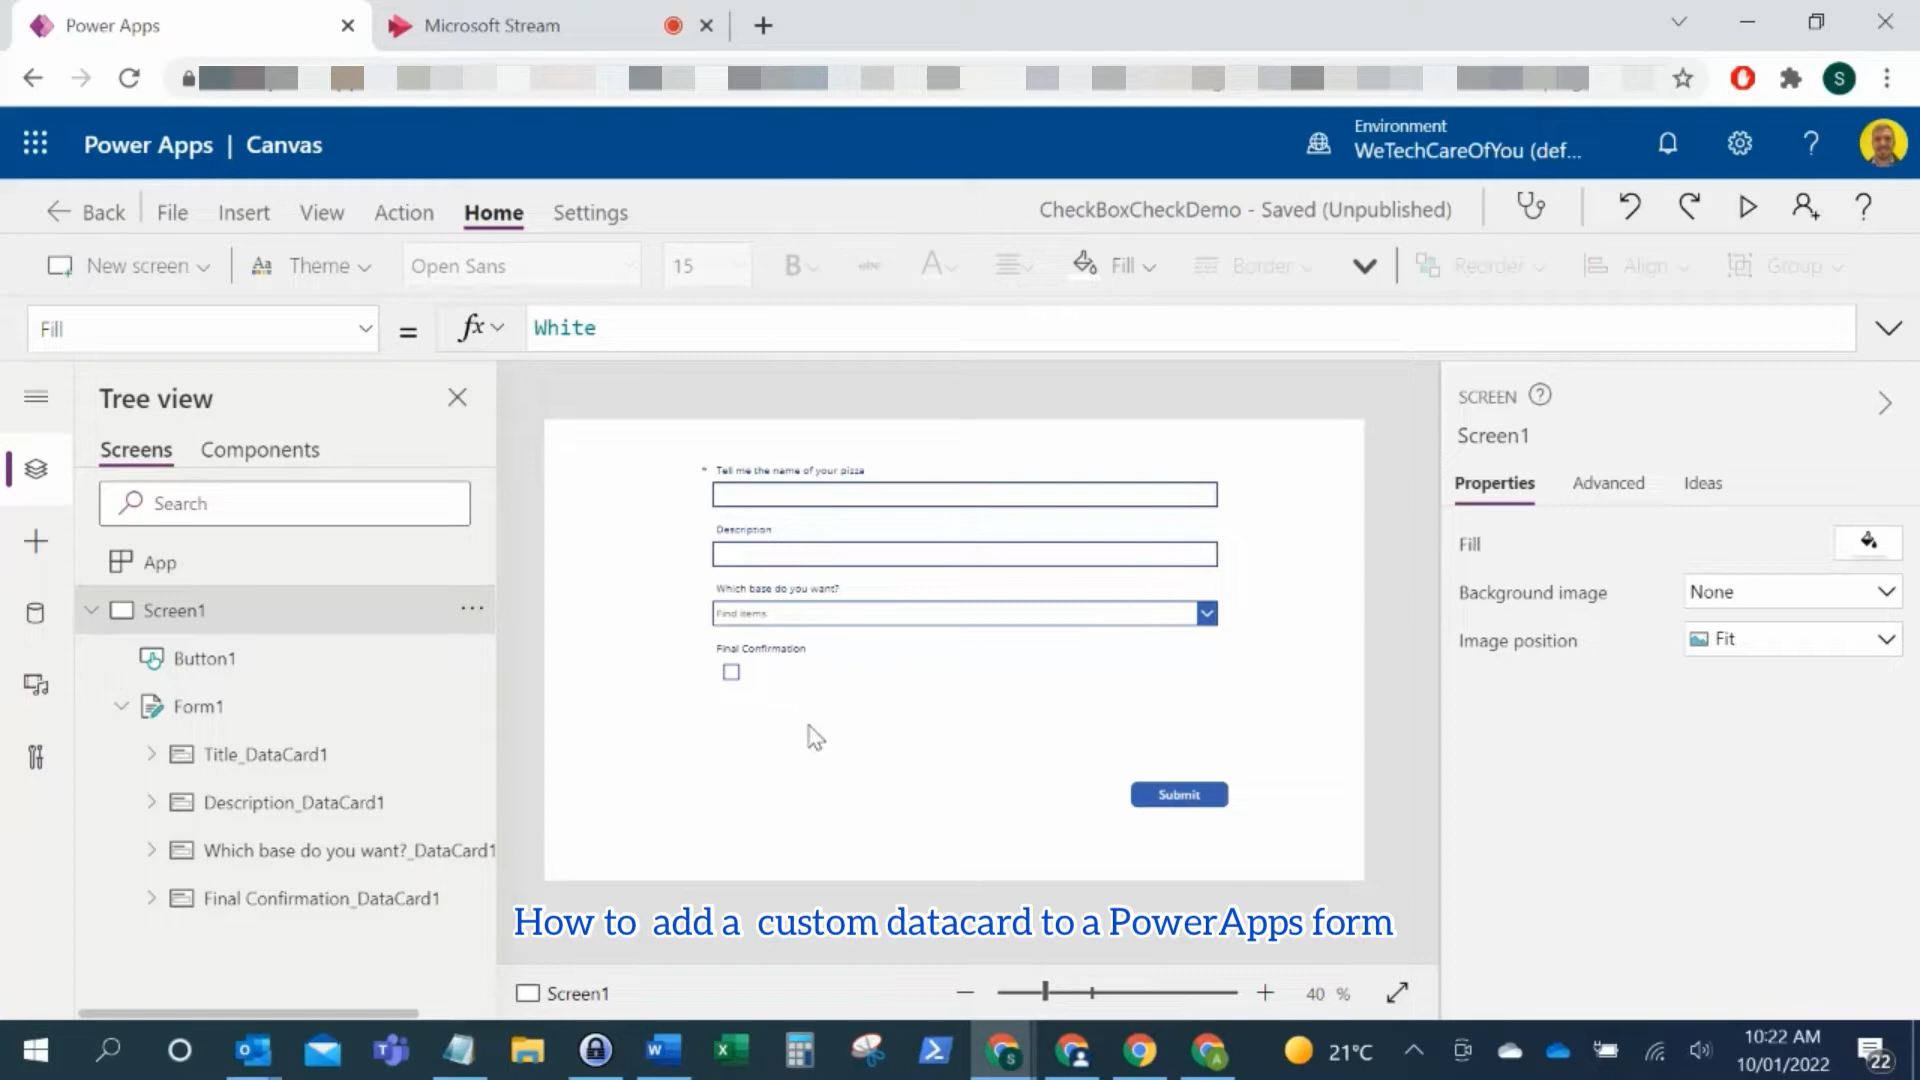 Power Apps
Microsoft Stream
S
Power Apps | Canvas
Environment
WeTechCareOfYou (def...
Back
File
Insert
View
Action
Home
Settings
CheckBoxCheckDemo - Saved (Unpublished)
New screen
Theme
Open Sans
15
B
abc
A
Fill
Border
Reorder
Align
Group
Fill
=
fx
White
Tree view
Screens
Components
Search
App
Screen1
Button1
Form1
Title_DataCard1
Description_DataCard1
Which base do you want?_DataCard1
Final Confirmation_DataCard1
* Tell me the name of your pizza
Description
Which base do you want?
Find items
Final Confirmation
Submit
How to add a custom datacard to a PowerApps form
Screen1
40 %
SCREEN
Screen1
Properties
Advanced
Ideas
Fill
Background image
None
Image position
Fit
21°C
10:22 AM
10/01/2022
22